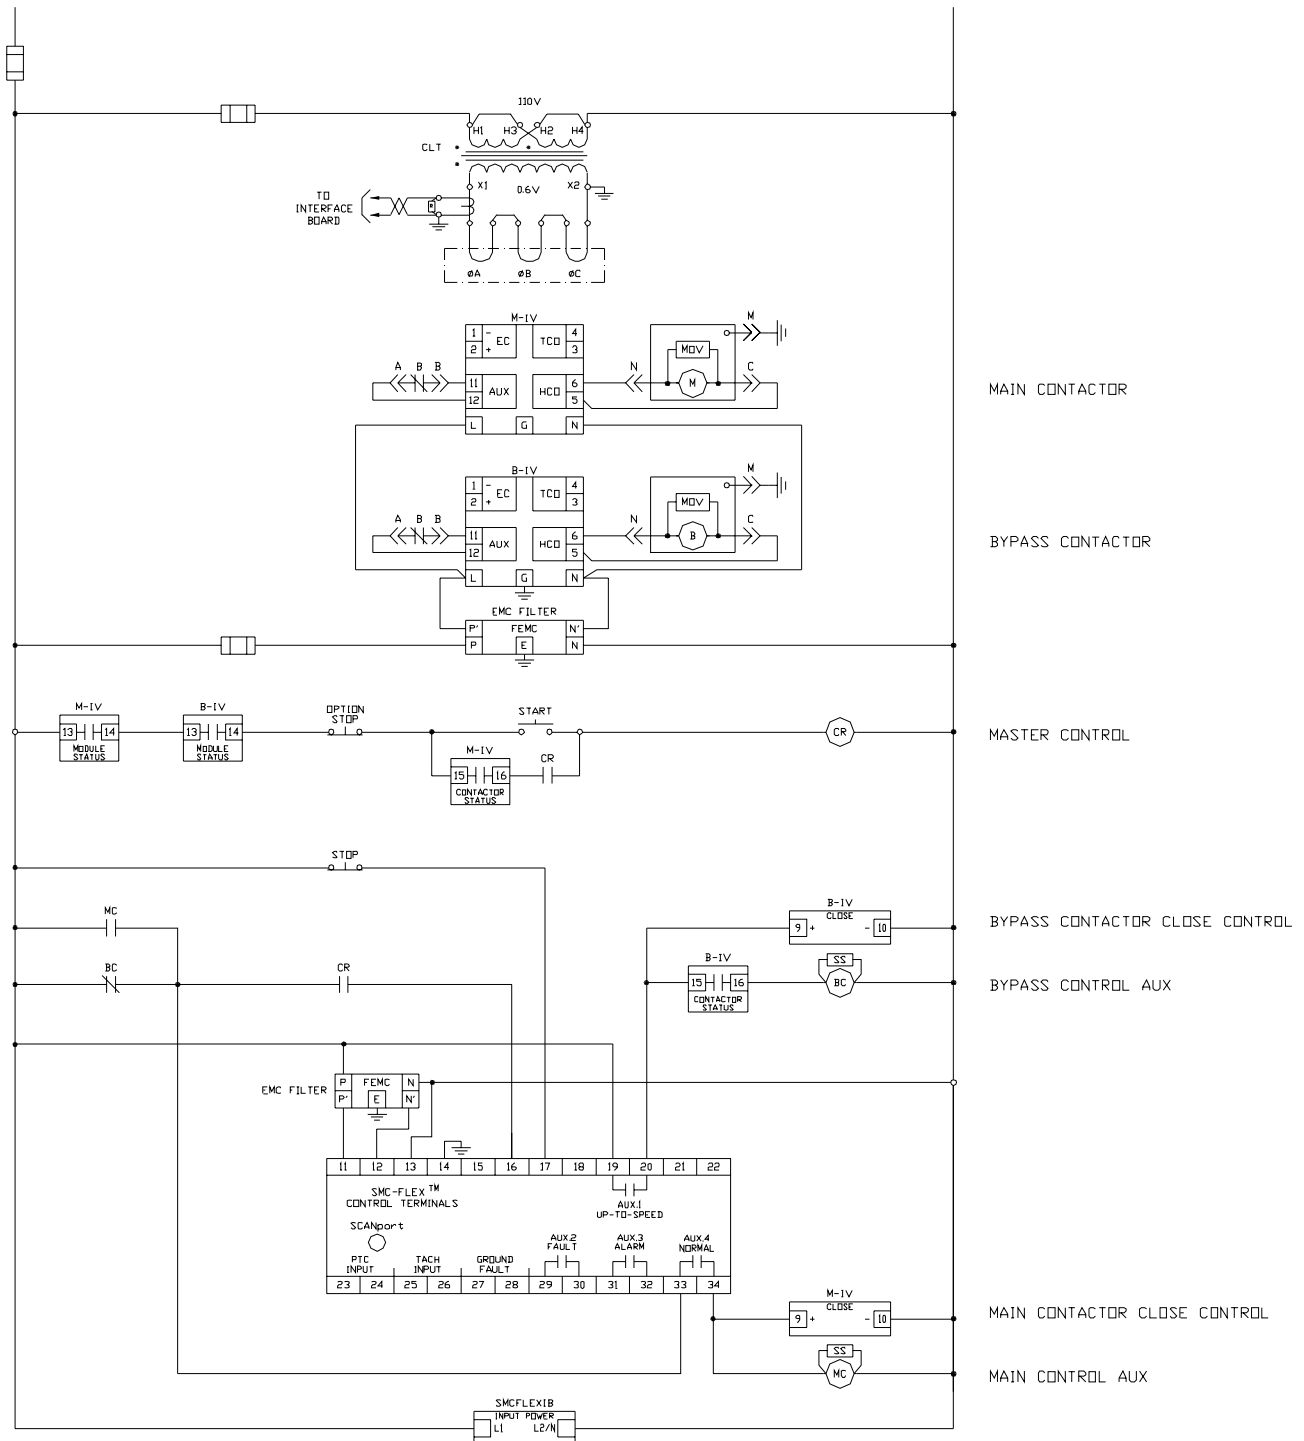 110V
H1 H3 H2 H4
CLT
X1 0.6V X2
TO
INTERFACE
BOARD
R
øA øB øC
M-IV
1 - EC TCO 4
2 + 3
M
MOV
A B B 11 AUX HCO 6 N M C
12 5
L G N
MAIN CONTACTOR
B-IV
1 - EC TCO 4
2 + 3
M
MOV
A B B 11 AUX HCO 6 N B C
12 5
L G N
BYPASS CONTACTOR
EMC FILTER
P' FEMC N'
P E N
M-IV B-IV OPTION
STOP START
13 14 13 14 CR
MODULE
STATUS
MODULE
STATUS
MASTER CONTROL
M-IV
15 16 CR
CONTACTOR
STATUS
STOP
MC
B-IV
CLOSE
9 + - 10
BYPASS CONTACTOR CLOSE CONTROL
BC CR
B-IV
15 16
CONTACTOR
STATUS
SS
BC
BYPASS CONTROL AUX
EMC FILTER
P FEMC N
P' E N'
11 12 13 14 15 16 17 18 19 20 21 22
SMC-FLEX TM
CONTROL TERMINALS
AUX.1
UP-TO-SPEED
SCANport
PTC
INPUT
TACH
INPUT
GROUND
FAULT
AUX.2
FAULT
AUX.3
ALARM
AUX.4
NORMAL
23 24 25 26 27 28 29 30 31 32 33 34
M-IV
CLOSE
9 + - 10
MAIN CONTACTOR CLOSE CONTROL
SS
MC
MAIN CONTROL AUX
SMCFLEXIB
INPUT POWER
L1 L2/N